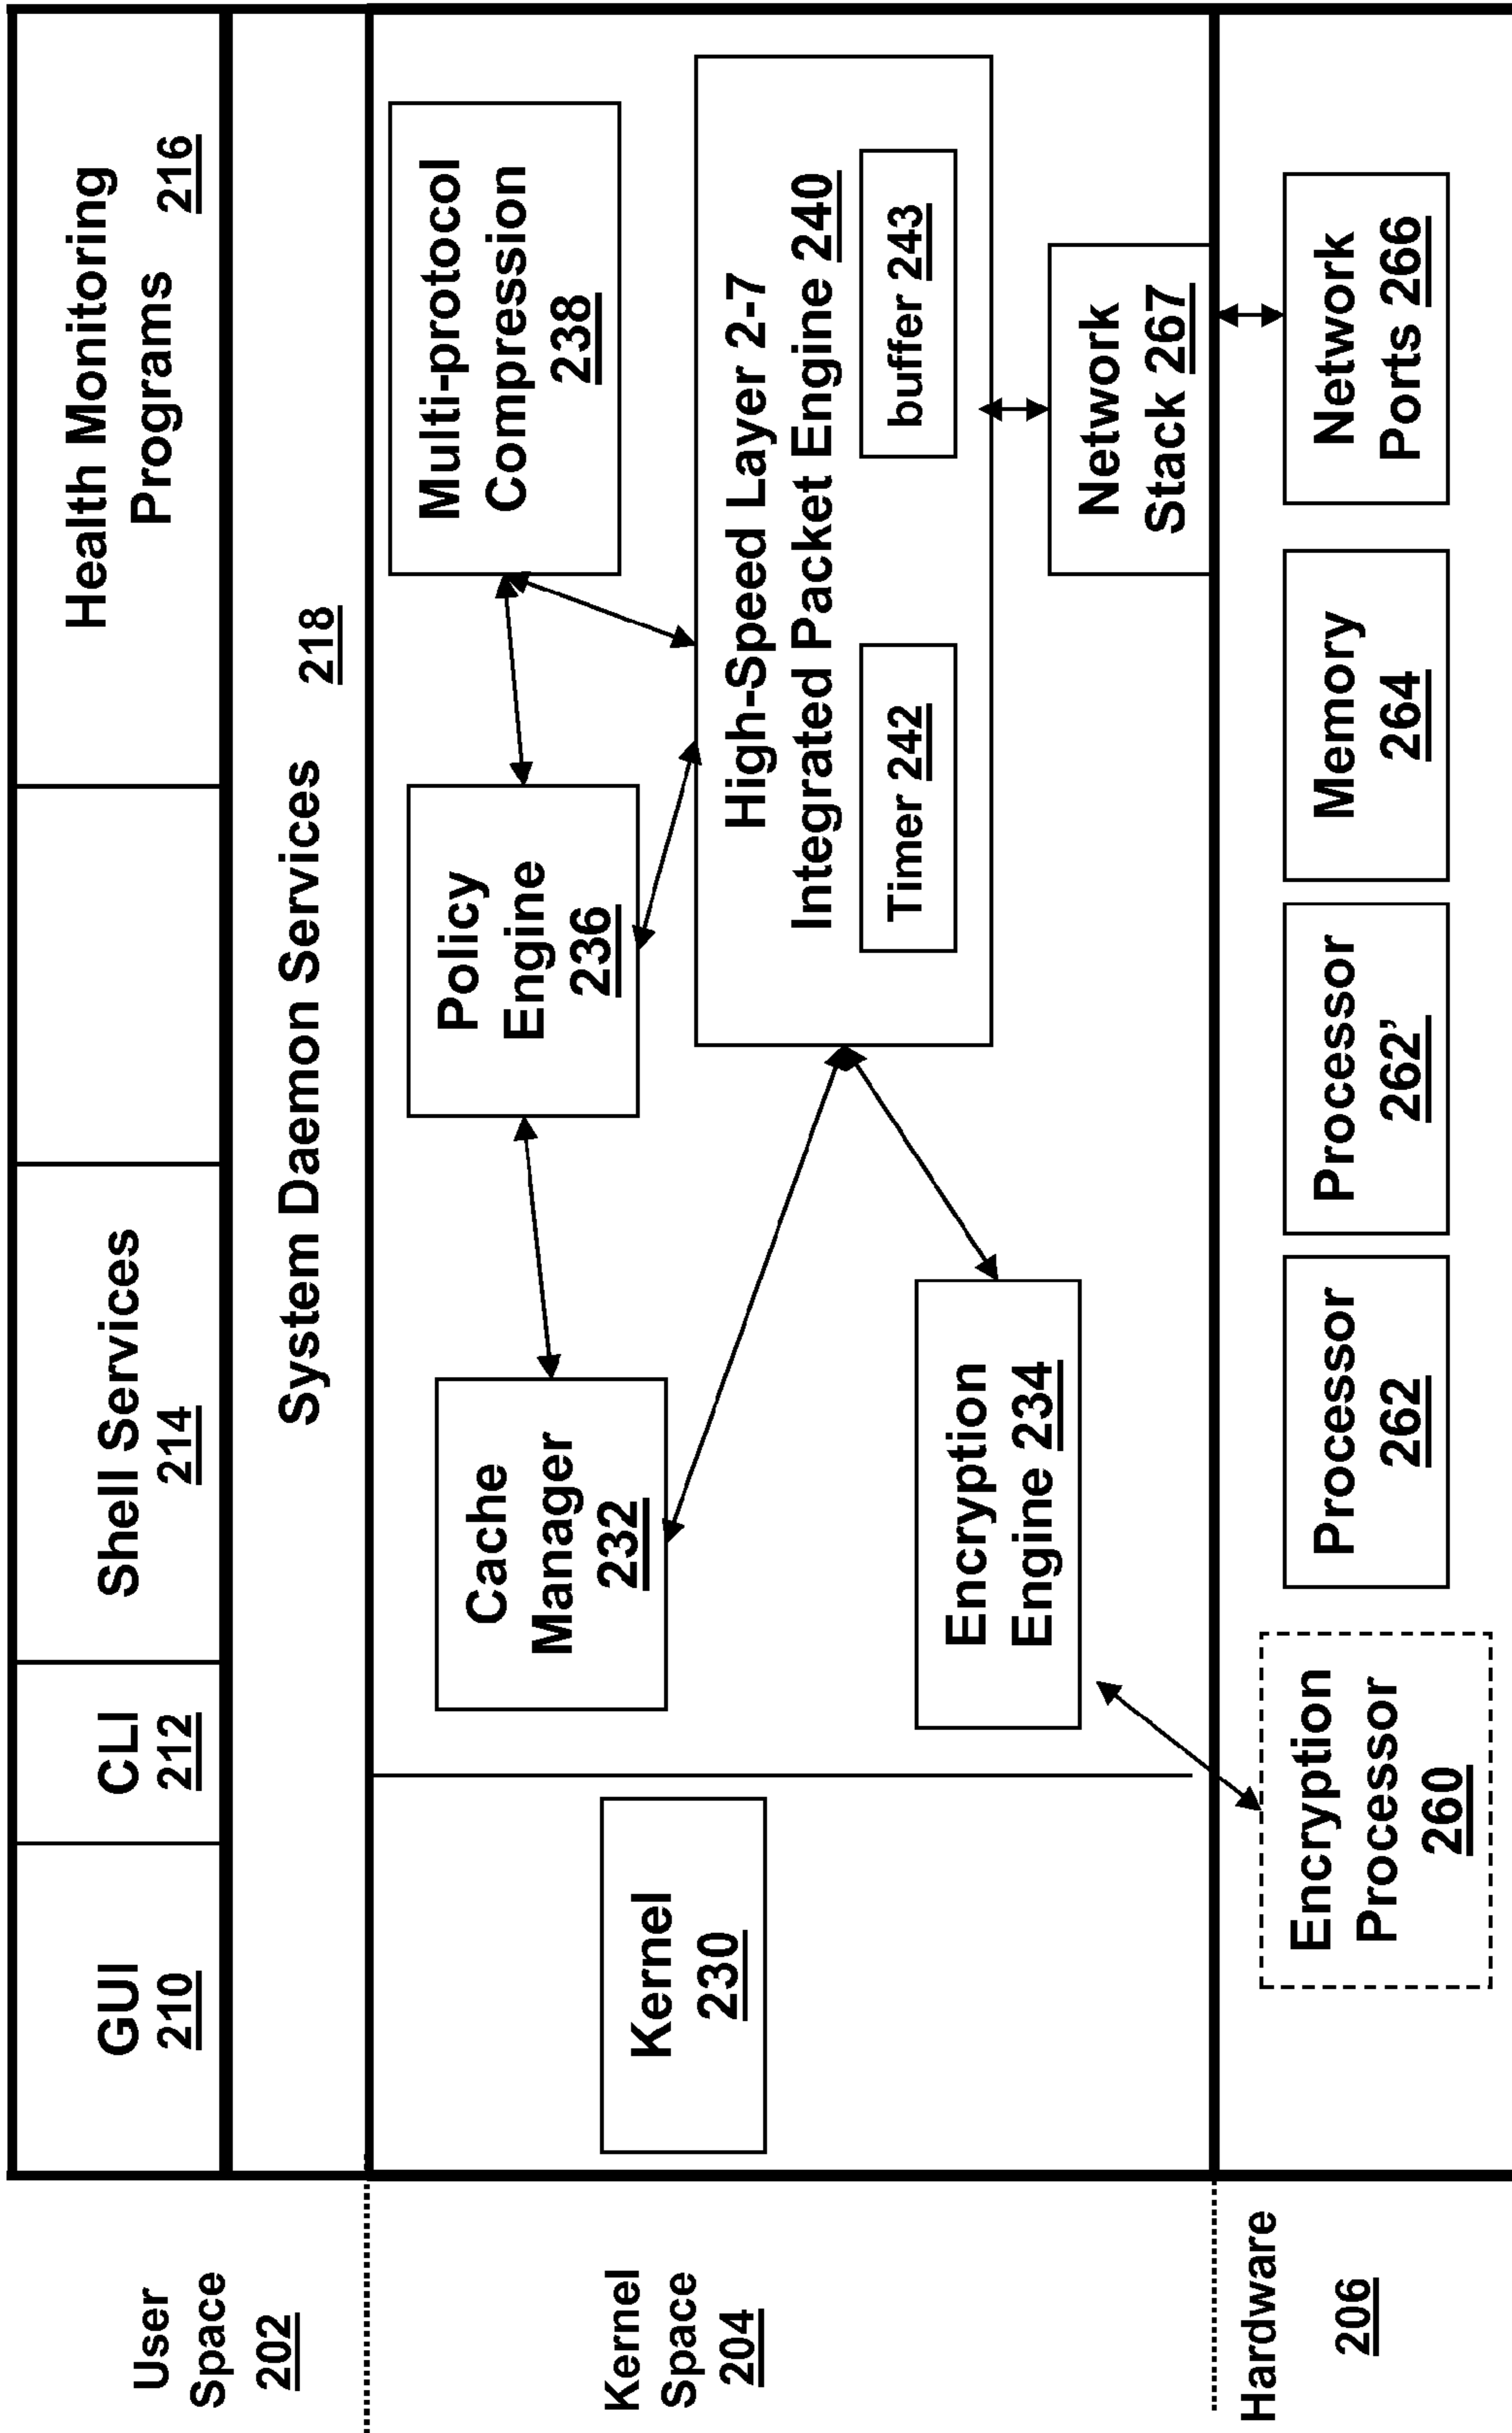 User
Space
202
GUI
210
CLI
212
Shell Services
214
Health Monitoring
Programs 216
System Daemon Services 218
Kernel
Space
204
Kernel
230
Cache
Manager
232
Policy
Engine
236
Multi-protocol
Compression
238
High-Speed Layer 2-7
Integrated Packet Engine 240
Timer 242
buffer 243
Encryption
Engine 234
Network
Stack 267
Hardware
206
Encryption
Processor
260
Processor
262
Processor
262’
Memory
264
Network
Ports 266